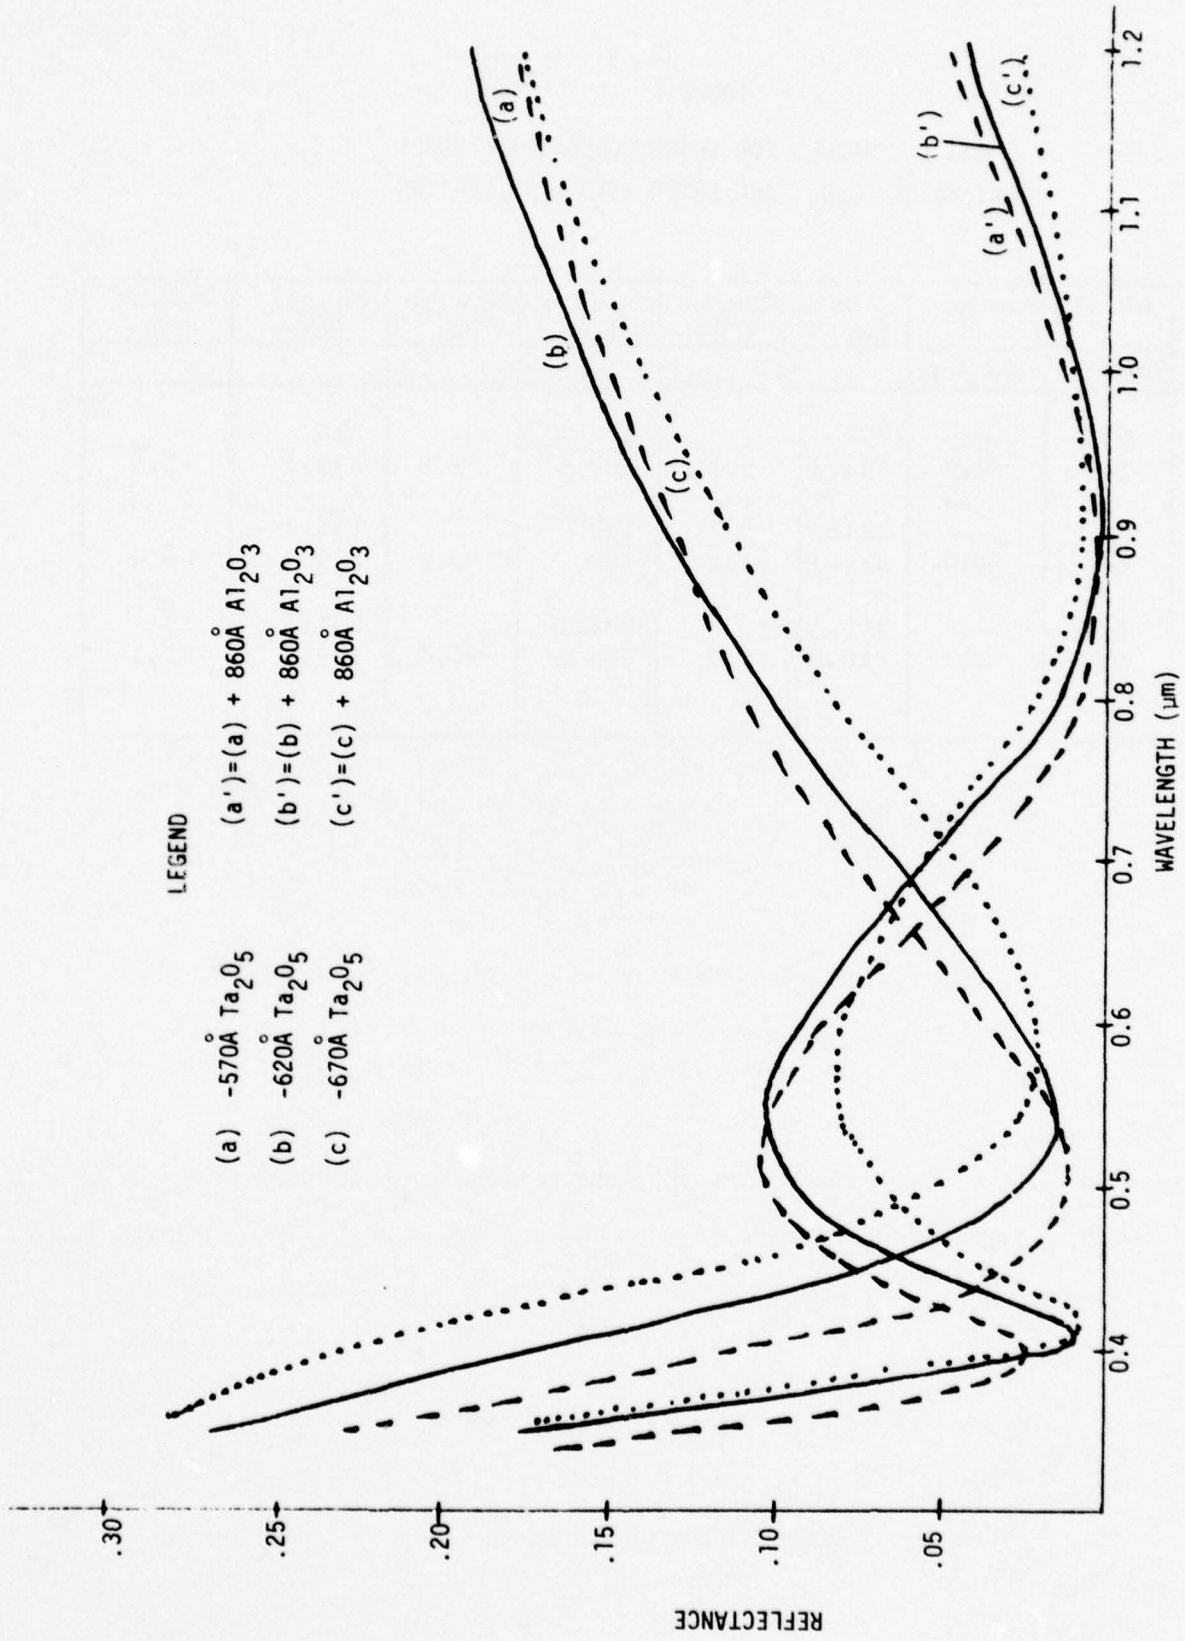 LEGEND
(a) -570Å Ta2O5 (a')=(a) + 860Å Al2O3
(b) -620Å Ta2O5 (b')=(b) + 860Å Al2O3
(c) -670Å Ta2O5 (c')=(c) + 860Å Al2O3
REFLECTANCE
.30
.25
.20
.15
.10
.05
(a)
(b)
(c)
(a')
(b')
(c')
0.4 0.5 0.6 0.7 0.8 0.9 1.0 1.1 1.2
WAVELENGTH (μm)